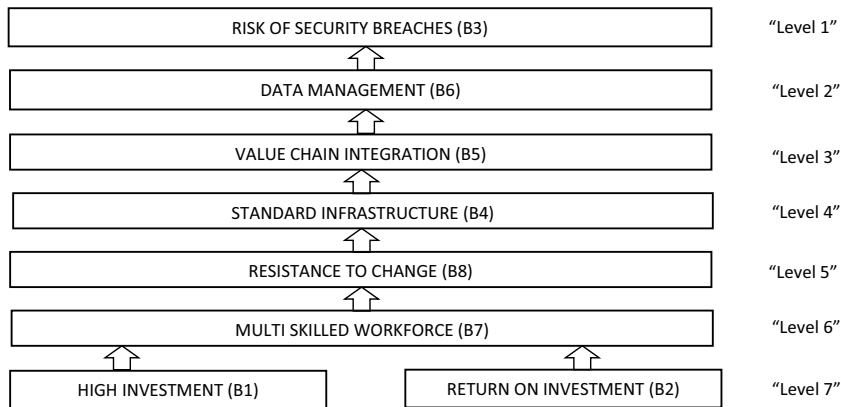 RISK OF SECURITY BREACHES (B3) “Level 1”
DATA MANAGEMENT (B6) “Level 2”
VALUE CHAIN INTEGRATION (B5) “Level 3”
STANDARD INFRASTRUCTURE (B4) “Level 4”
RESISTANCE TO CHANGE (B8) “Level 5”
MULTI SKILLED WORKFORCE (B7) “Level 6”
HIGH INVESTMENT (B1) RETURN ON INVESTMENT (B2) “Level 7”